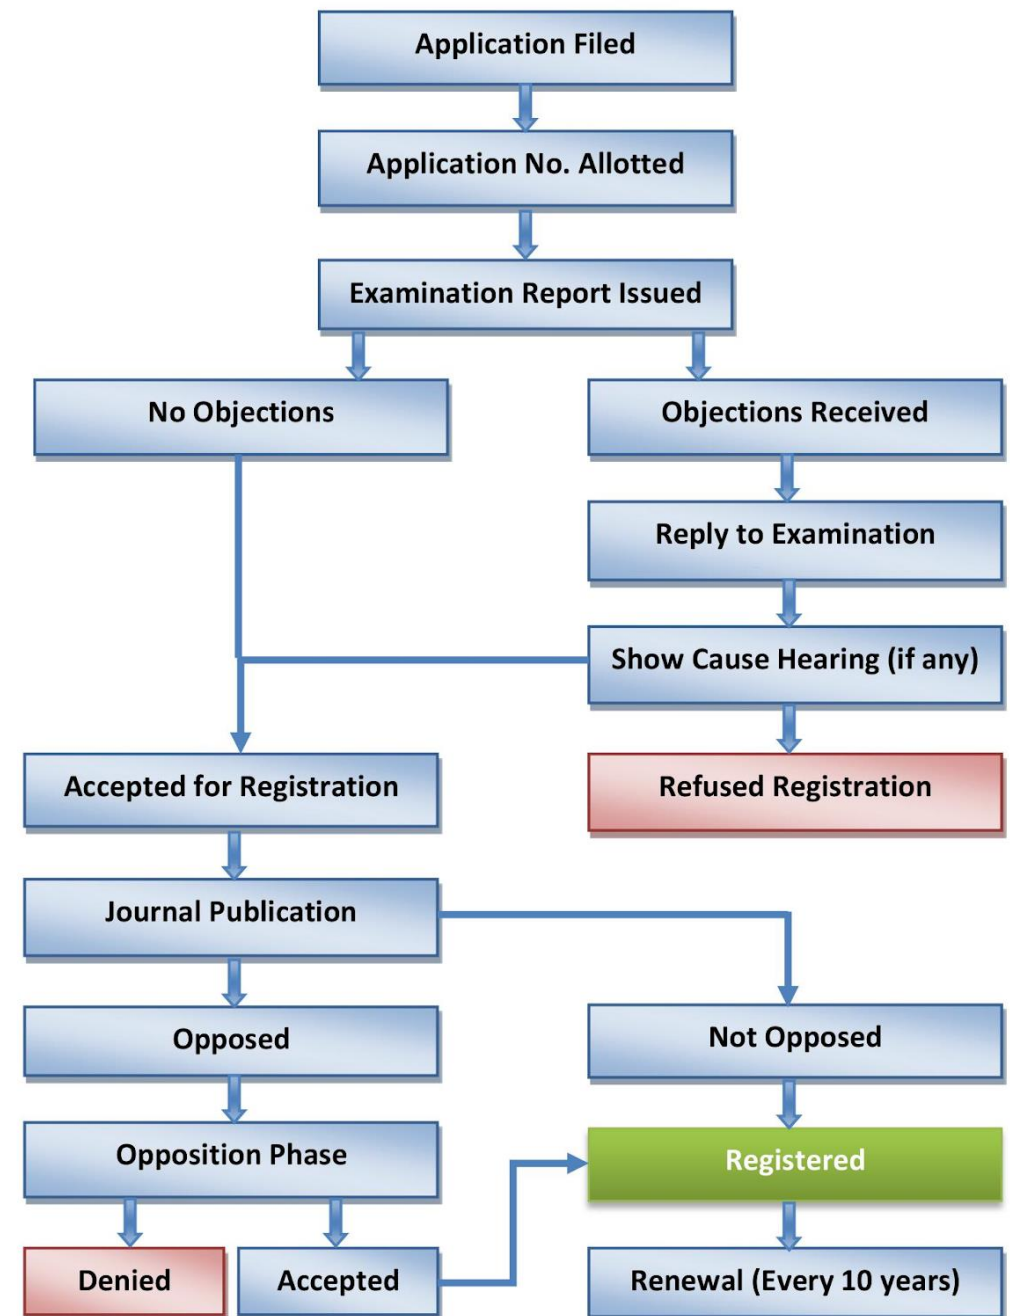 Application Filed
Application No. Allotted
Examination Report Issued
No Objections
Objections Received
Reply to Examination
Show Cause Hearing (if any)
Accepted for Registration
Refused Registration
Journal Publication
Opposed
Not Opposed
Opposition Phase
Registered
Denied
Accepted
Renewal (Every 10 years)